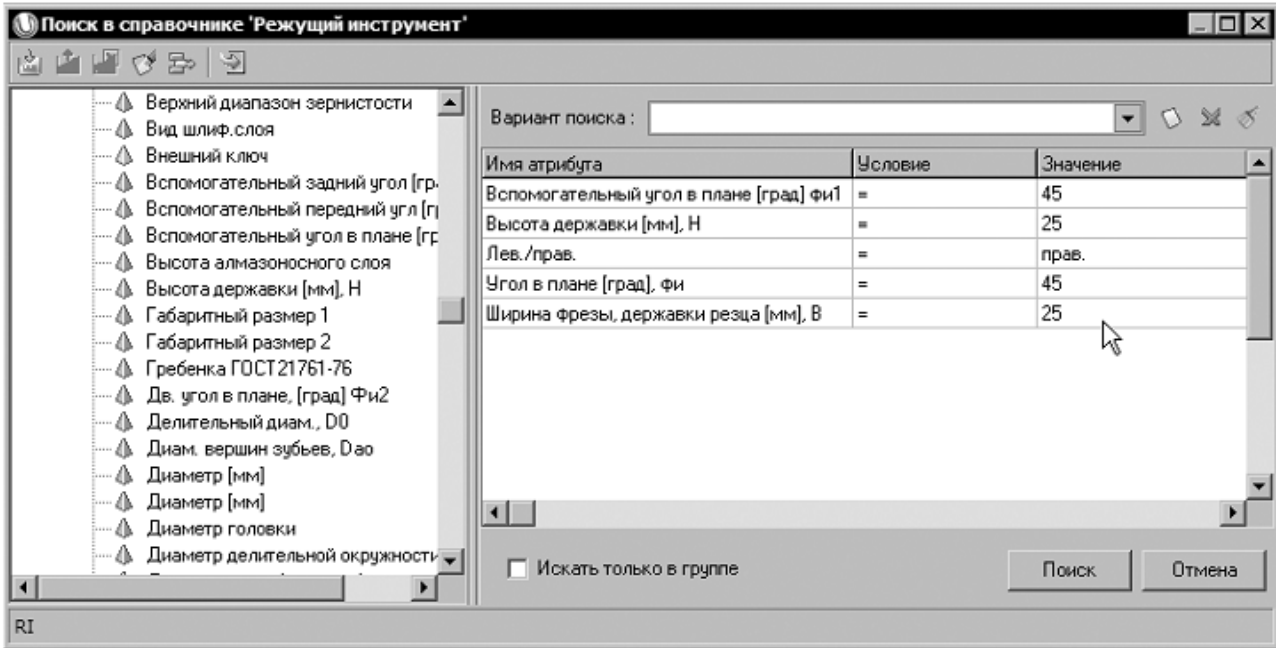 Поиск в справочнике 'Режущий инструмент'
Верхний диапазон зернистости
Вид шлиф.слоя
Внешний ключ
Вспомогательный задний угол [гр
Вспомогательный передний угл [г
Вспомогательный угол в плане [гр
Высота алмазоносного слоя
Высота державки [мм], H
Габаритный размер 1
Габаритный размер 2
Гребенка ГОСТ21761-76
Дв. угол в плане, [град] Фи2
Делительный диам., D0
Диам. вершин зубьев, Dao
Диаметр [мм]
Диаметр [мм]
Диаметр головки
Диаметр делительной окружности
Вариант поиска :
Имя атрибута Условие Значение
Вспомогательный угол в плане [град] фи1 = 45
Высота державки [мм], H = 25
Лев./прав. = прав.
Угол в плане [град], фи = 45
Ширина фрезы, державки резца [мм], B = 25
Искать только в группе
Поиск Отмена
RI